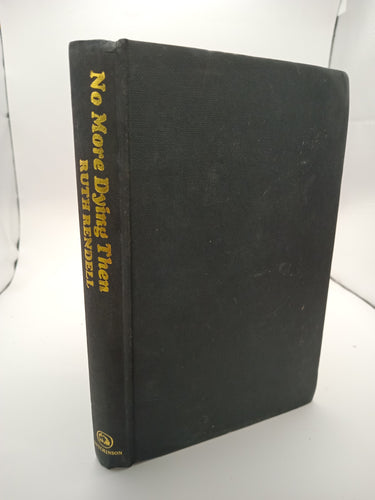 No More Dying Then
RUTH RENDELL
HUTCHINSON